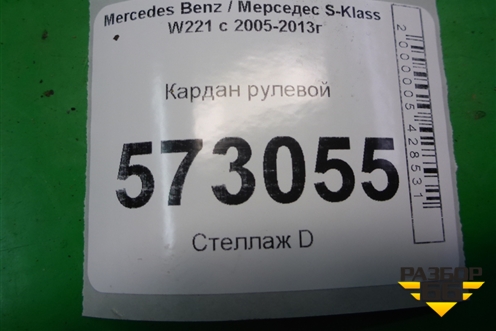 Mercedes Benz / Мерседес S-Klass
W221 с 2005-2013г
Кардан рулевой
573055
Стеллаж D
2000005428531
РАЗБОР